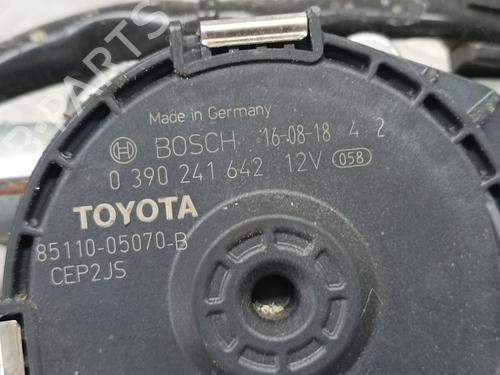 Made in Germany
BOSCH 16-08-18 4 2
0 390 241 642 12V 058
TOYOTA
85110-05070-B
CEP2JS